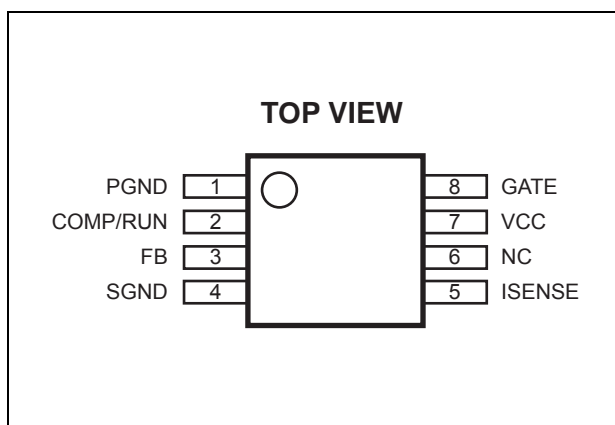 TOP VIEW
PGND 1 8 GATE
COMP/RUN 2 7 VCC
FB 3 6 NC
SGND 4 5 ISENSE